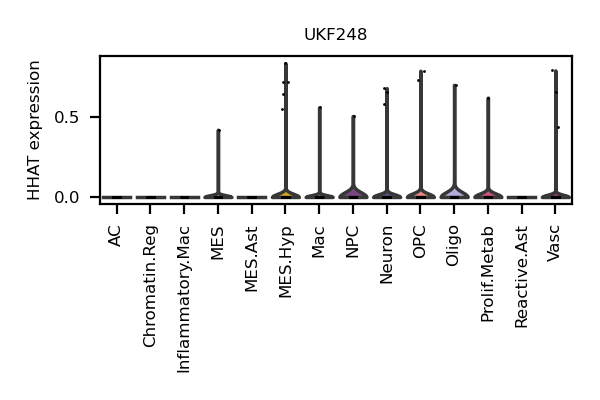 UKF248
HHAT expression
0.5
0.0
AC
Chromatin.Reg
Inflammatory.Mac
MES
MES.Ast
MES.Hyp
Mac
NPC
Neuron
OPC
Oligo
Prolif.Metab
Reactive.Ast
Vasc